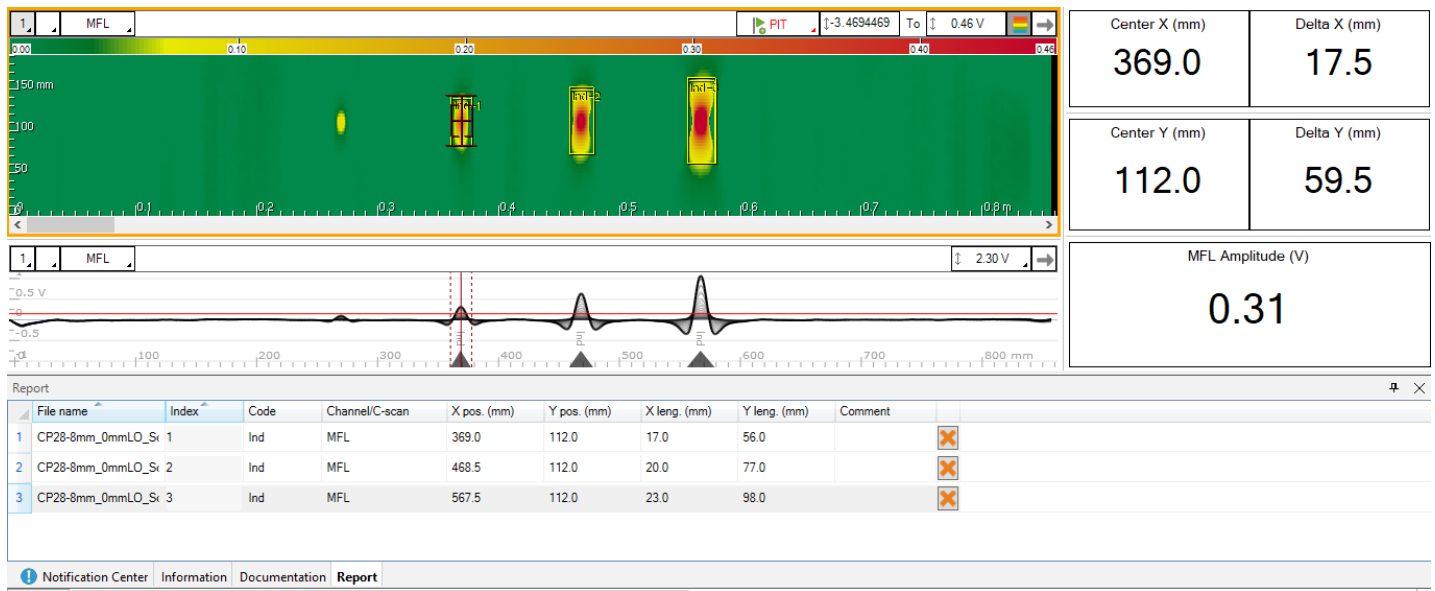 1 MFL PIT -3.4694469 To 0.46 V
0.00 0.10 0.20 0.30 0.40 0.46
150 mm
100
50
Ind-2
Ind-3
0.1 0.2 0.3 0.4 0.5 0.6 0.7 0.8 m
Center X (mm) Delta X (mm)
369.0 17.5
Center Y (mm) Delta Y (mm)
112.0 59.5
1 MFL 2.30 V
0.5 V
0
-0.5
100 200 300 400 500 600 700 800 mm
MFL Amplitude (V)
0.31
Report
File name Index Code Channel/C-scan X pos. (mm) Y pos. (mm) X leng. (mm) Y leng. (mm) Comment
1 CP28-8mm_0mmLO_Sc 1 Ind MFL 369.0 112.0 17.0 56.0
2 CP28-8mm_0mmLO_Sc 2 Ind MFL 468.5 112.0 20.0 77.0
3 CP28-8mm_0mmLO_Sc 3 Ind MFL 567.5 112.0 23.0 98.0
Notification Center Information Documentation Report